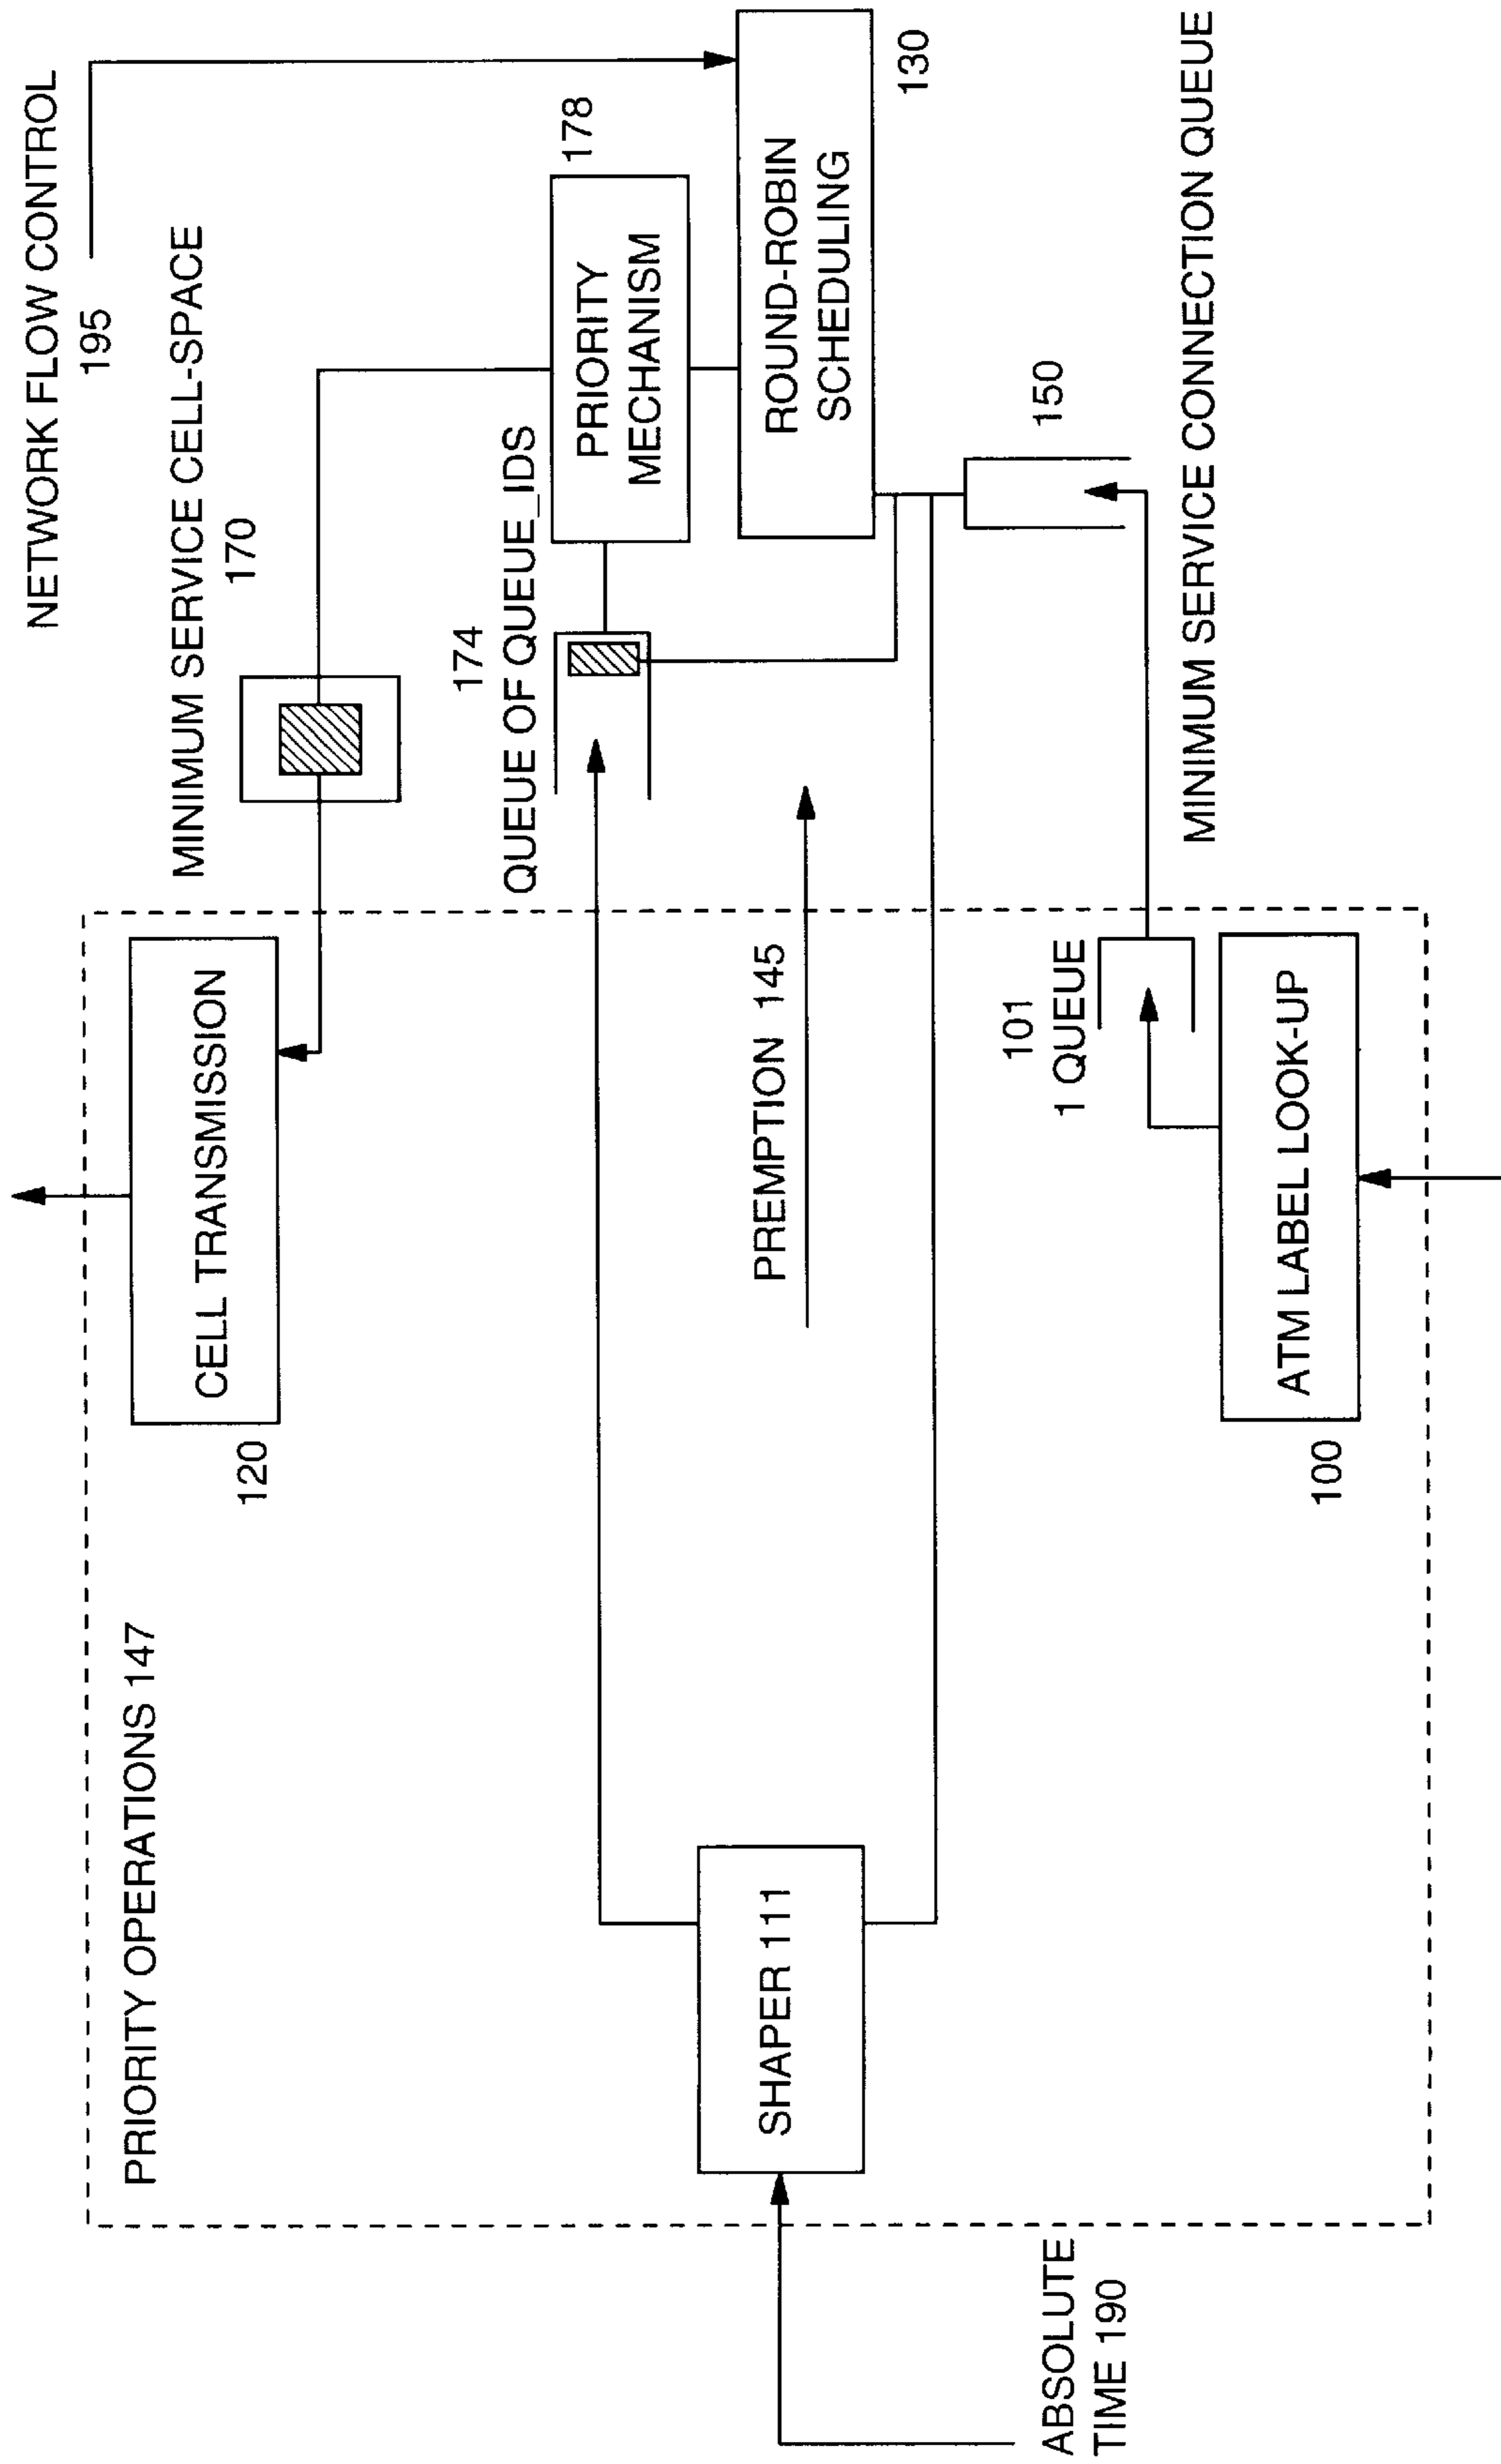 NETWORK FLOW CONTROL
195
MINIMUM SERVICE CELL-SPACE
170
PRIORITY OPERATIONS 147
CELL TRANSMISSION
120
174
QUEUE OF QUEUE_IDS
178
PRIORITY
MECHANISM
ROUND-ROBIN
SCHEDULING
130
SHAPER 111
PREMPTION 145
ABSOLUTE
TIME 190
101
1 QUEUE
150
ATM LABEL LOOK-UP
100
MINIMUM SERVICE CONNECTION QUEUE